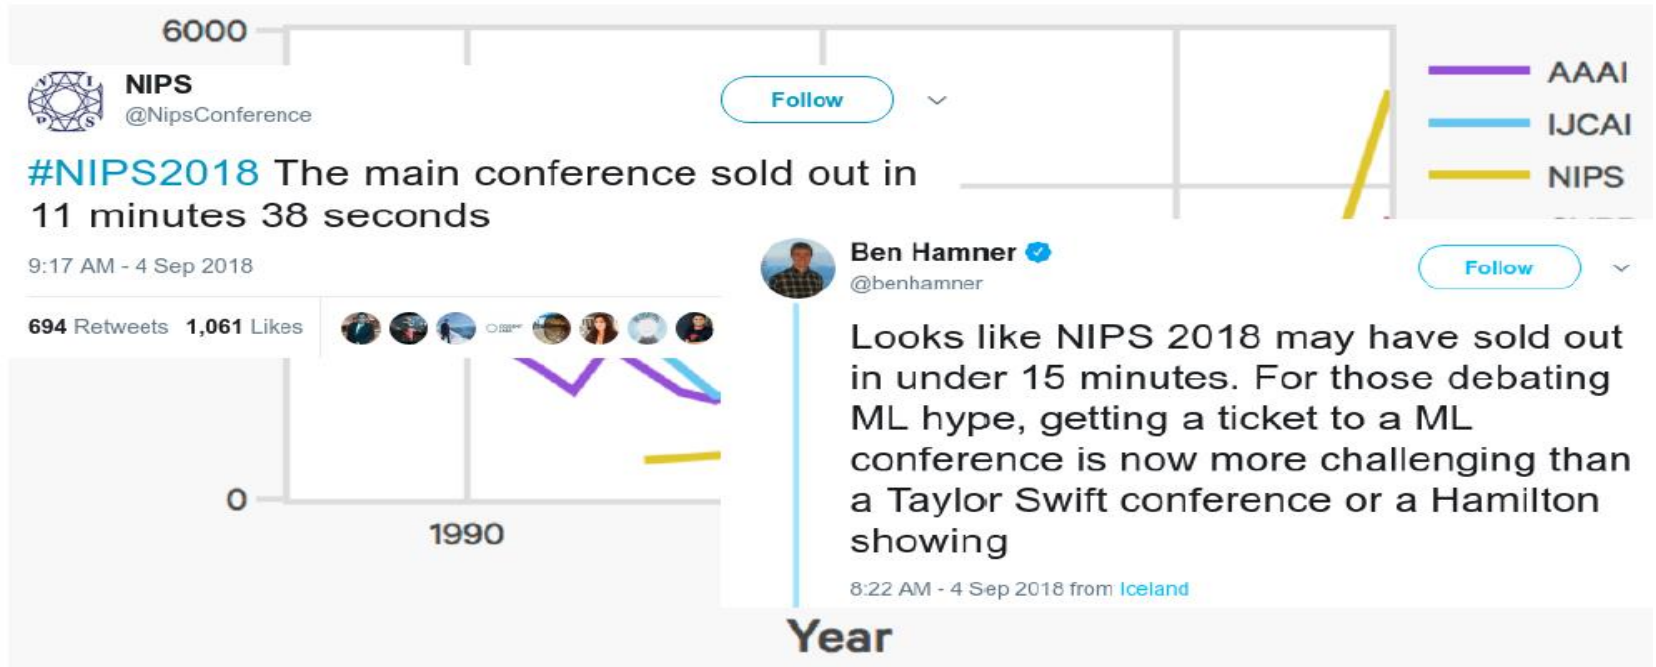 6000
AAAI
IJCAI
NIPS
NIPS
@NipsConference
Follow
#NIPS2018 The main conference sold out in
11 minutes 38 seconds
9:17 AM - 4 Sep 2018
694 Retweets 1,061 Likes
Ben Hamner
@benhamner
Follow
Looks like NIPS 2018 may have sold out
in under 15 minutes. For those debating
ML hype, getting a ticket to a ML
conference is now more challenging than
a Taylor Swift conference or a Hamilton
showing
8:22 AM - 4 Sep 2018 from Iceland
0
1990
Year